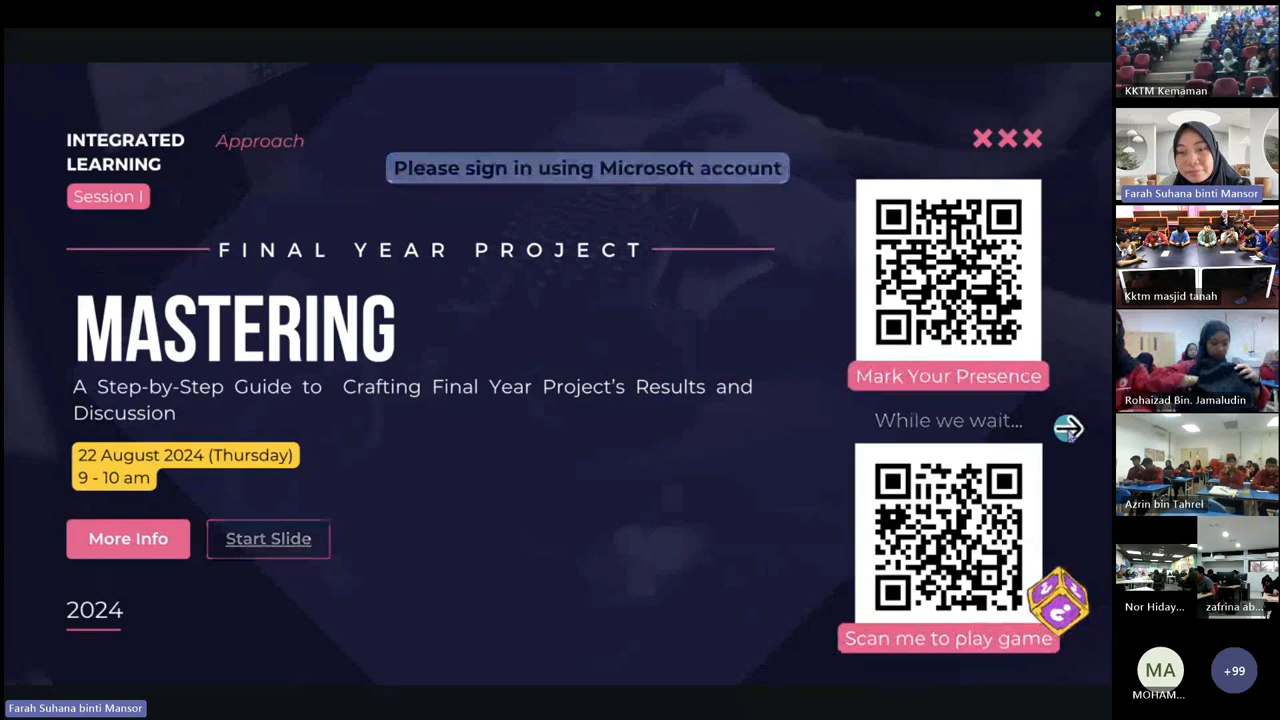 INTEGRATED
LEARNING
Approach
Session I
Please sign in using Microsoft account
FINAL YEAR PROJECT
MASTERING
A Step-by-Step Guide to Crafting Final Year Project's Results and
Discussion
22 August 2024 (Thursday)
9 - 10 am
More Info
Start Slide
2024
Mark Your Presence
While we wait...
Scan me to play game
Farah Suhana binti Mansor
KKTM Kemaman
Farah Suhana binti Mansor
Kktm masjid tanah
Rohaizad Bin. Jamaludin
Azrin bin Tahrel
Nor Hiday...
zafrina ab...
MA
MOHAM...
+99